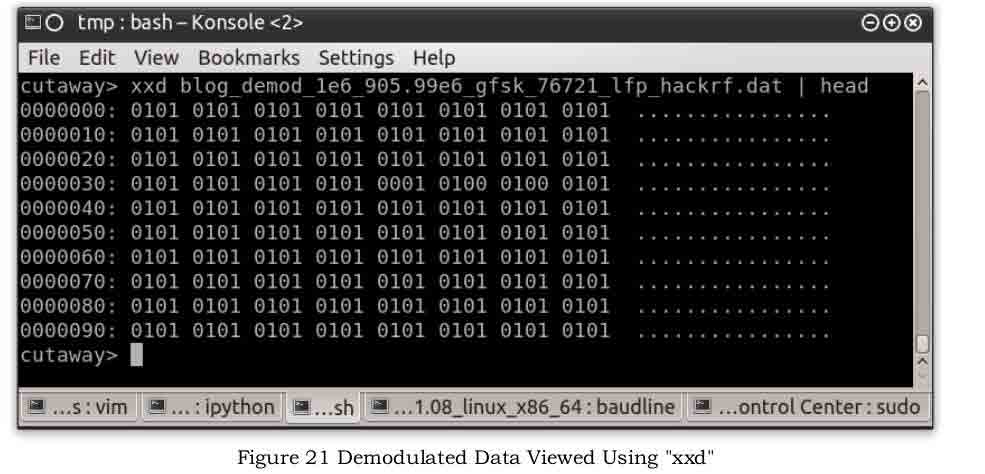 tmp : bash – Konsole <2>
File Edit View Bookmarks Settings Help
cutaway> xxd blog_demod_1e6_905.99e6_gfsk_76721_lfp_hackrf.dat | head
0000000: 0101 0101 0101 0101 0101 0101 0101 0101 ................
0000010: 0101 0101 0101 0101 0101 0101 0101 0101 ................
0000020: 0101 0101 0101 0101 0101 0101 0101 0101 ................
0000030: 0101 0101 0101 0101 0001 0100 0100 0101 ................
0000040: 0101 0101 0101 0101 0101 0101 0101 0101 ................
0000050: 0101 0101 0101 0101 0101 0101 0101 0101 ................
0000060: 0101 0101 0101 0101 0101 0101 0101 0101 ................
0000070: 0101 0101 0101 0101 0101 0101 0101 0101 ................
0000080: 0101 0101 0101 0101 0101 0101 0101 0101 ................
0000090: 0101 0101 0101 0101 0101 0101 0101 0101 ................
cutaway>
...s : vim ... : ipython ...sh ...1.08_linux_x86_64 : baudline ...ontrol Center : sudo
Figure 21 Demodulated Data Viewed Using "xxd"